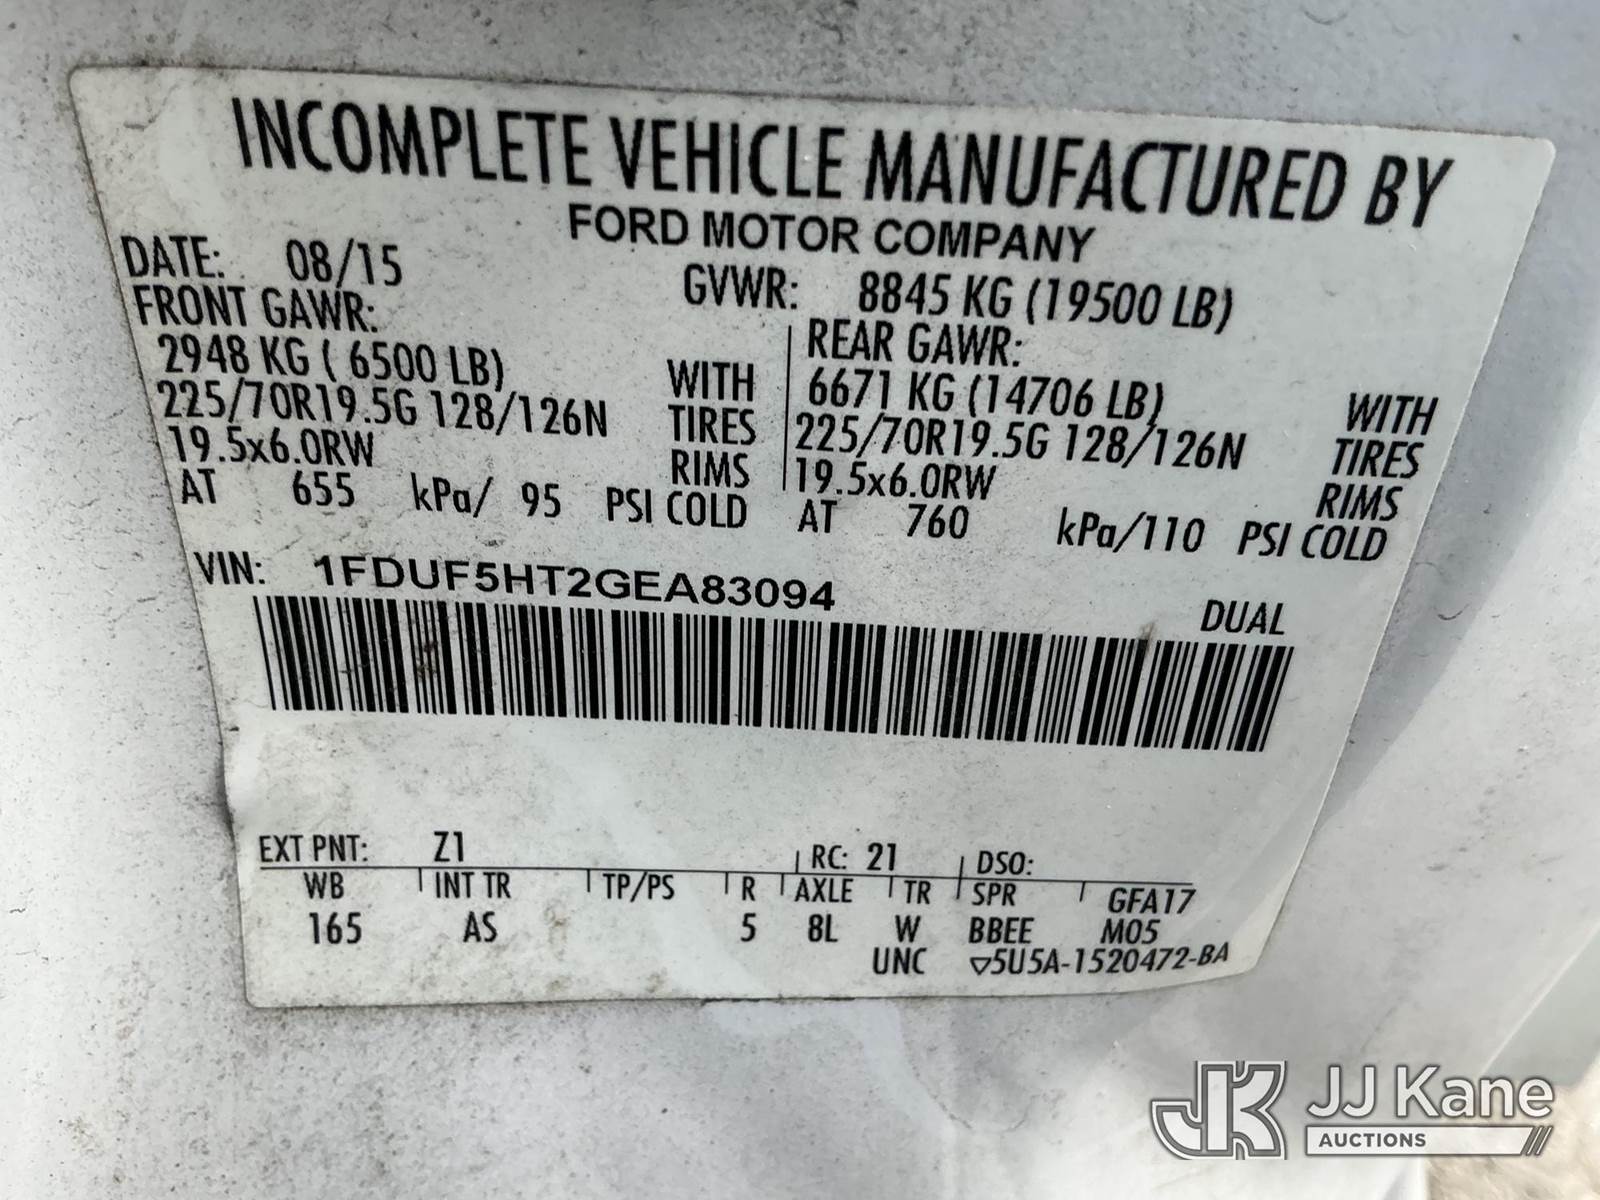 INCOMPLETE VEHICLE MANUFACTURED BY
FORD MOTOR COMPANY
DATE: 08/15 GVWR: 8845 KG (19500 LB)
FRONT GAWR: REAR GAWR:
2948 KG ( 6500 LB) WITH 6671 KG (14706 LB) WITH
225/70R19.5G 128/126N TIRES 225/70R19.5G 128/126N TIRES
19.5x6.0RW RIMS 19.5x6.0RW RIMS
AT 655 kPa/ 95 PSI COLD AT 760 kPa/110 PSI COLD
VIN: 1FDUF5HT2GEA83094
DUAL
EXT PNT: Z1 RC: 21 DSO:
WB INT TR TP/PS R AXLE TR SPR GFA17
165 AS 5 8L W BBEE M05
UNC ▽5U5A-1520472-BA
JK JJ Kane
AUCTIONS